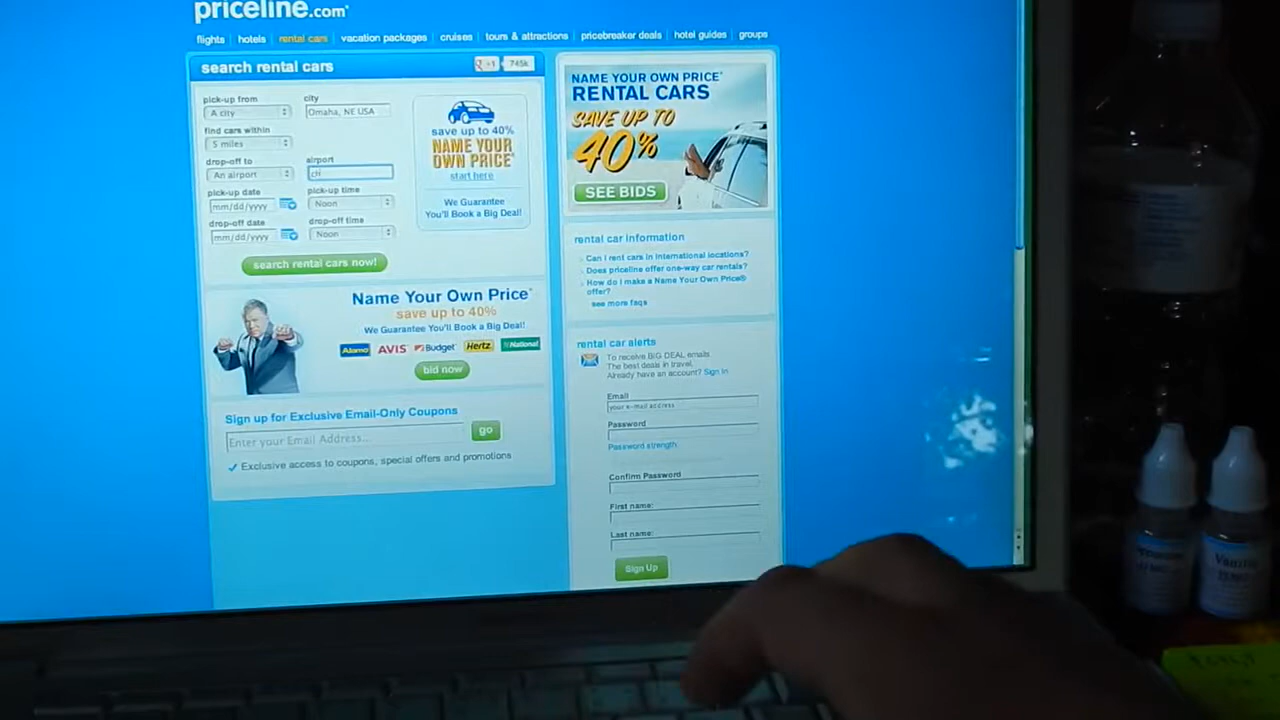 priceline.com
flights hotels rental cars vacation packages cruises tours & attractions pricebreaker deals hotel guides groups
search rental cars
+1 745k
pick-up from
city
A city
Omaha, NE USA
find cars within
5 miles
drop-off to
airport
An airport
chi
pick-up date
pick-up time
mm/dd/yyyy
Noon
drop-off date
drop-off time
mm/dd/yyyy
Noon
search rental cars now!
save up to 40%
NAME YOUR
OWN PRICE®
start here
We Guarantee
You'll Book a Big Deal!
NAME YOUR OWN PRICE®
RENTAL CARS
SAVE UP TO
40%
SEE BIDS
Name Your Own Price®
save up to 40%
We Guarantee You'll Book a Big Deal!
Alamo AVIS Budget Hertz National
bid now
Sign up for Exclusive Email-Only Coupons
Enter your Email Address...
go
Exclusive access to coupons, special offers and promotions
rental car information
Can I rent cars in international locations?
Does priceline offer one-way car rentals?
How do I make a Name Your Own Price®
offer?
see more faqs
rental car alerts
To receive BIG DEAL emails
The best deals in travel.
Already have an account? Sign In
Email
your e-mail address
Password
Password strength
Confirm Password
First name:
Last name:
Sign Up
Vanilla